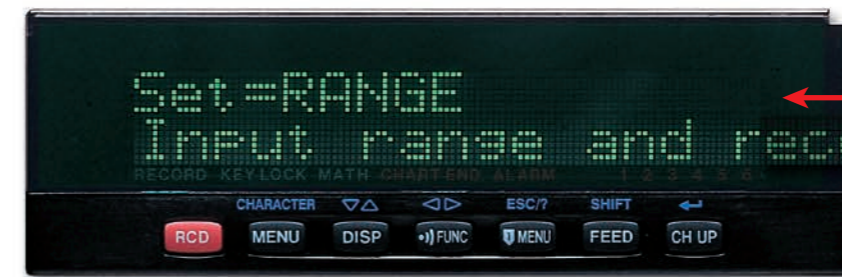 Set=RANGE
Input range and rec
RECORD KEYLOCK MATH CHART END ALARM 1 2 3 4 5 6
CHARACTER ▽△ ◁▷ ESC/? SHIFT ↵
RCD MENU DISP •)) FUNC MENU FEED CH UP